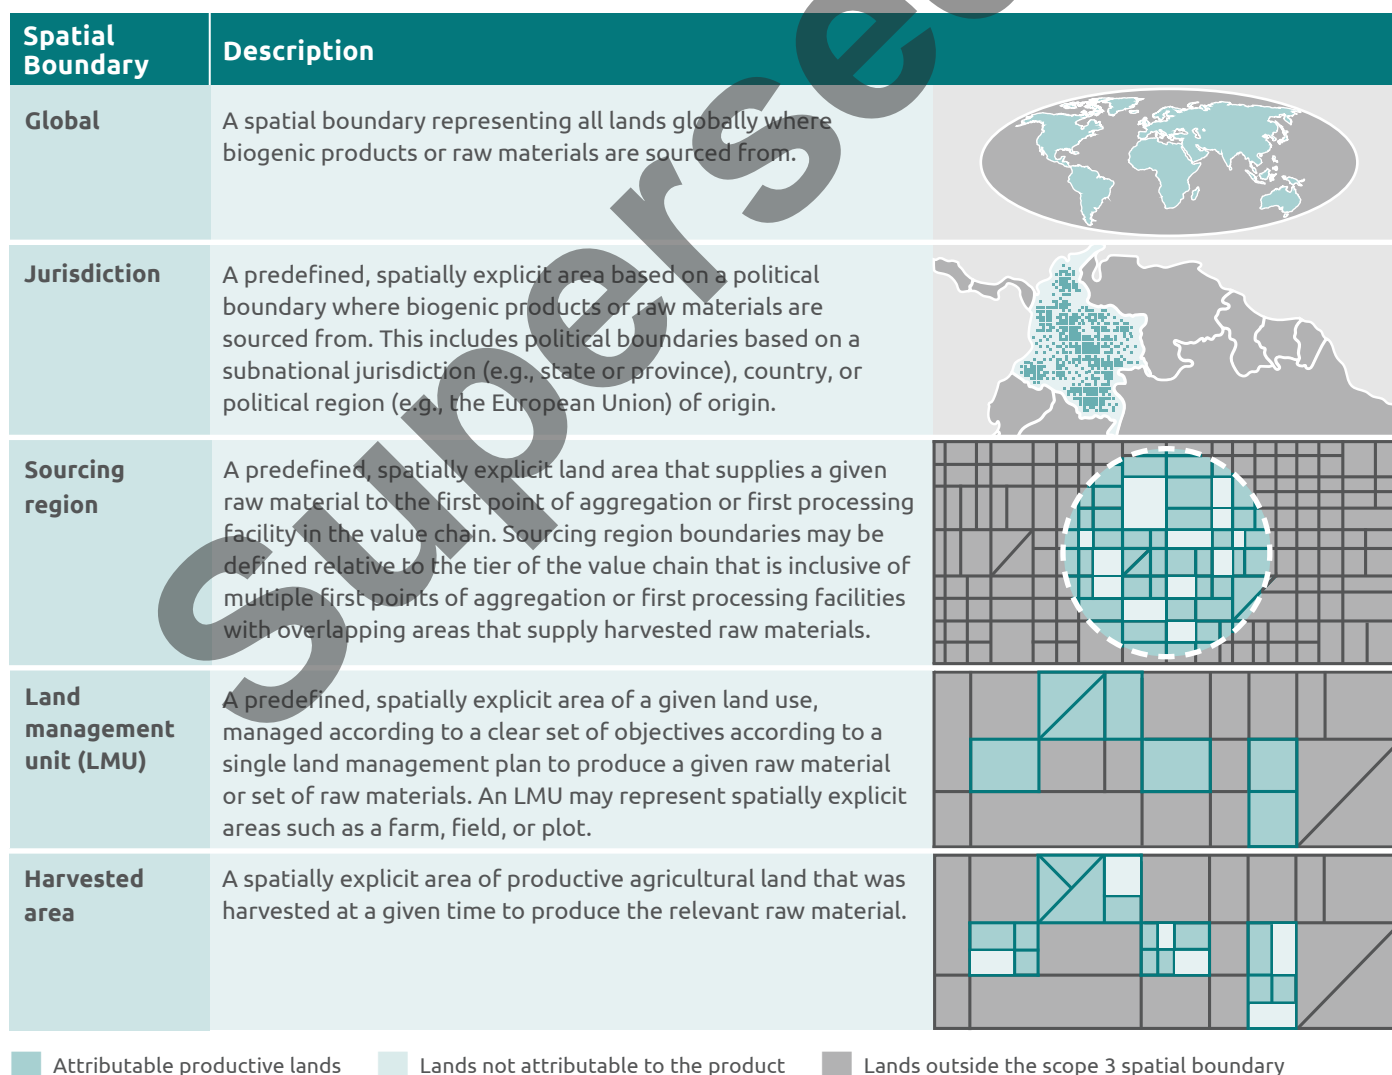 Spatial
Boundary
Description
Global
A spatial boundary representing all lands globally where
biogenic products or raw materials are sourced from.
Jurisdiction
A predefined, spatially explicit area based on a political
boundary where biogenic products or raw materials are
sourced from. This includes political boundaries based on a
subnational jurisdiction (e.g., state or province), country, or
political region (e.g., the European Union) of origin.
Sourcing
region
A predefined, spatially explicit land area that supplies a given
raw material to the first point of aggregation or first processing
facility in the value chain. Sourcing region boundaries may be
defined relative to the tier of the value chain that is inclusive of
multiple first points of aggregation or first processing facilities
with overlapping areas that supply harvested raw materials.
Land
management
unit (LMU)
A predefined, spatially explicit area of a given land use,
managed according to a clear set of objectives according to a
single land management plan to produce a given raw material
or set of raw materials. An LMU may represent spatially explicit
areas such as a farm, field, or plot.
Harvested
area
A spatially explicit area of productive agricultural land that was
harvested at a given time to produce the relevant raw material.
Attributable productive lands
Lands not attributable to the product
Lands outside the scope 3 spatial boundary